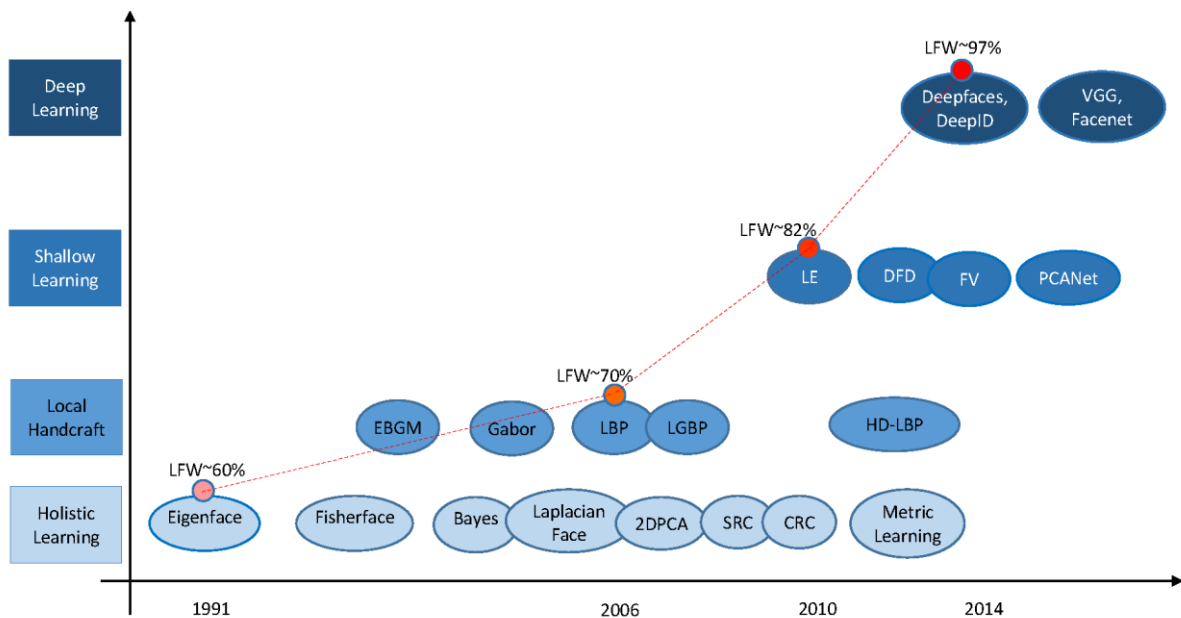 LFW~97%
Deep
Learning
Deepfaces,
DeepID
VGG,
Facenet
LFW~82%
Shallow
Learning
LE
DFD
FV
PCANet
LFW~70%
Local
Handcraft
EBGM
Gabor
LBP
LGBP
HD-LBP
LFW~60%
Holistic
Learning
Eigenface
Fisherface
Bayes
Laplacian
Face
2DPCA
SRC
CRC
Metric
Learning
1991
2006
2010
2014